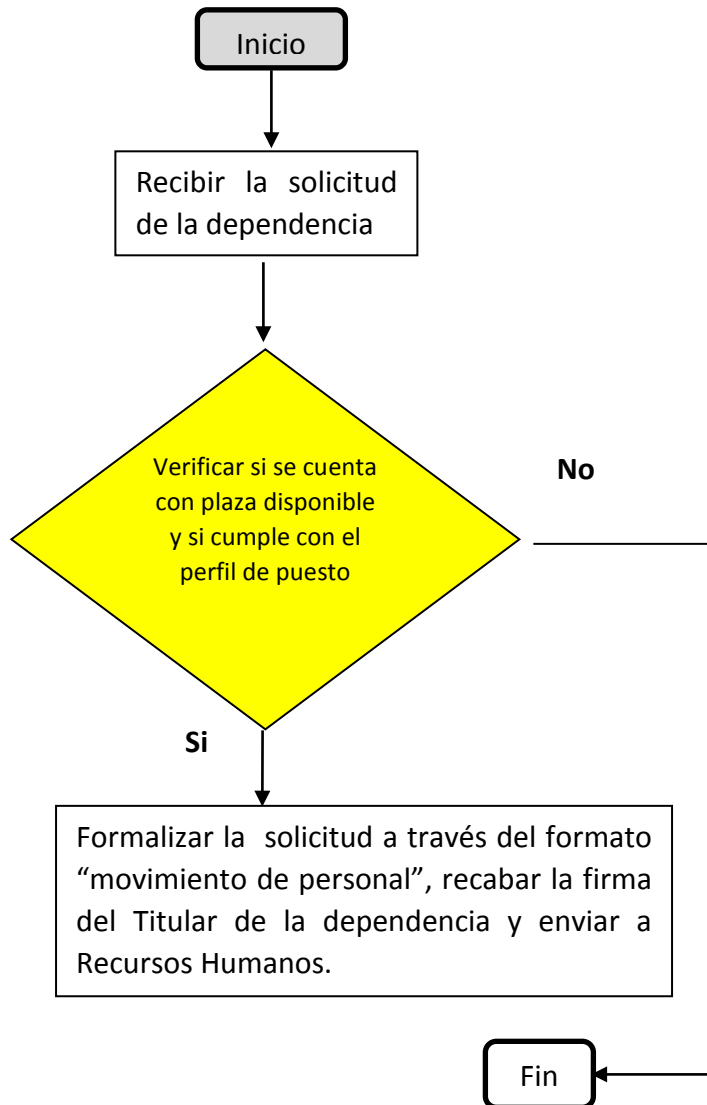 Inicio
Recibir la solicitud
de la dependencia
Verificar si se cuenta
con plaza disponible
y si cumple con el
perfil de puesto
No
Si
Formalizar la solicitud a través del formato
“movimiento de personal”, recabar la firma
del Titular de la dependencia y enviar a
Recursos Humanos.
Fin